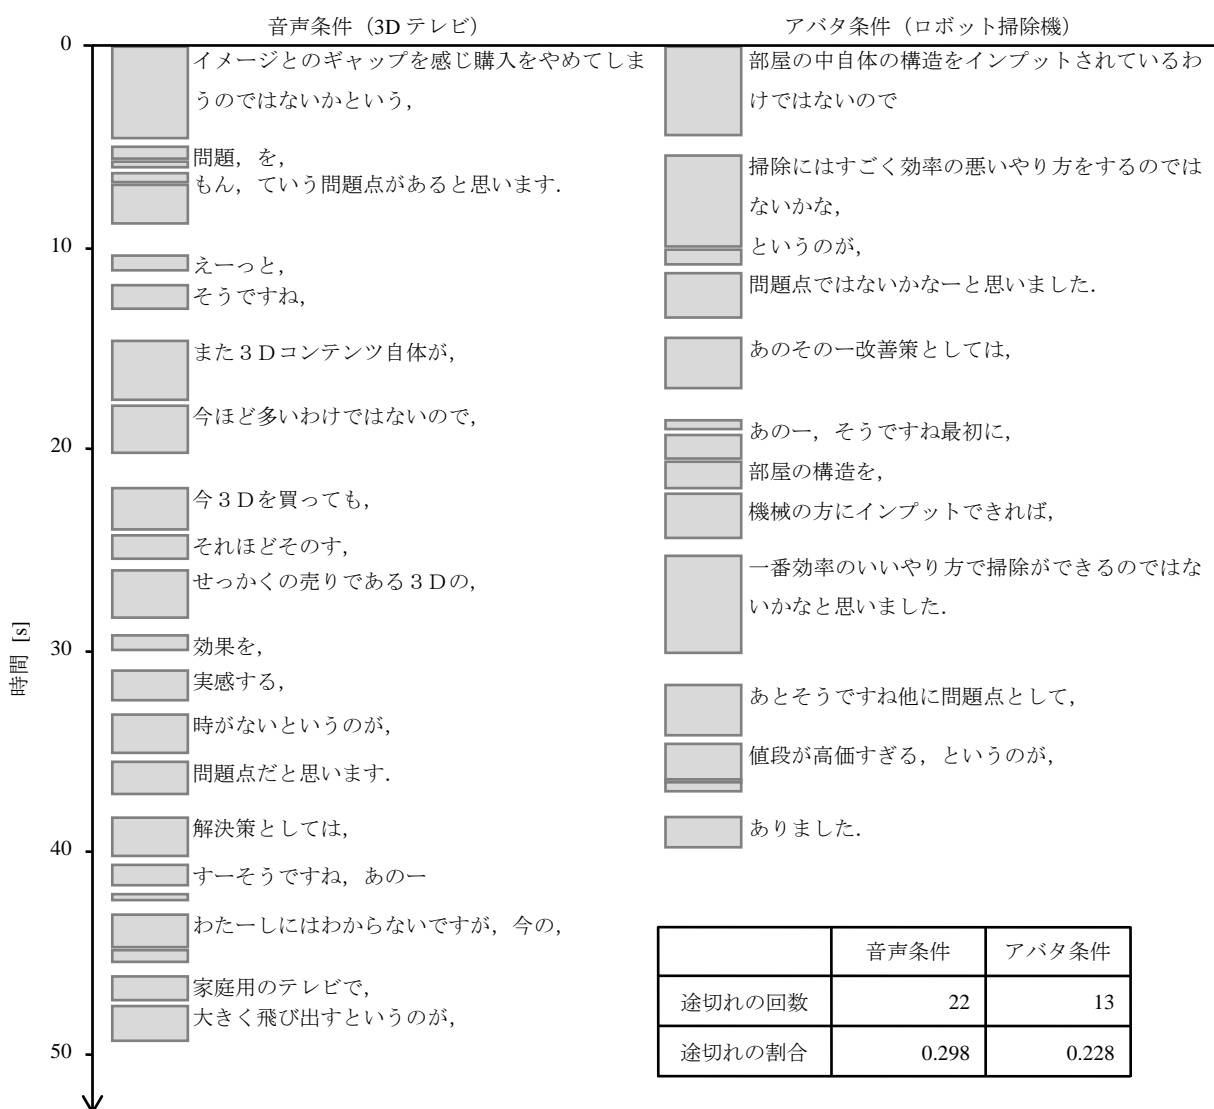 音声条件（3D テレビ）
アバタ条件（ロボット掃除機）
時間 [s]
0
10
20
30
40
50
イメージとのギャップを感じ購入をやめてしま
うのではないかという，
問題，を，
もん，ていう問題点があると思います．
えーっと，
そうですね，
また３Ｄコンテンツ自体が，
今ほど多いわけではないので，
今３Ｄを買っても，
それほどそのす，
せっかくの売りである３Ｄの，
効果を，
実感する，
時がないというのが，
問題点だと思います．
解決策としては，
すーそうですね，あのー
わたーしにはわからないですが，今の，
家庭用のテレビで，
大きく飛び出すというのが，
部屋の中自体の構造をインプットされているわ
けではないので
掃除にはすごく効率の悪いやり方をするのでは
ないかな，
というのが，
問題点ではないかなーと思いました．
あのそのー改善策としては，
あのー，そうですね最初に，
部屋の構造を，
機械の方にインプットできれば，
一番効率のいいやり方で掃除ができるのではな
いかなと思いました．
あとそうですね他に問題点として，
値段が高価すぎる，というのが，
ありました．
音声条件 アバタ条件
途切れの回数 22 13
途切れの割合 0.298 0.228